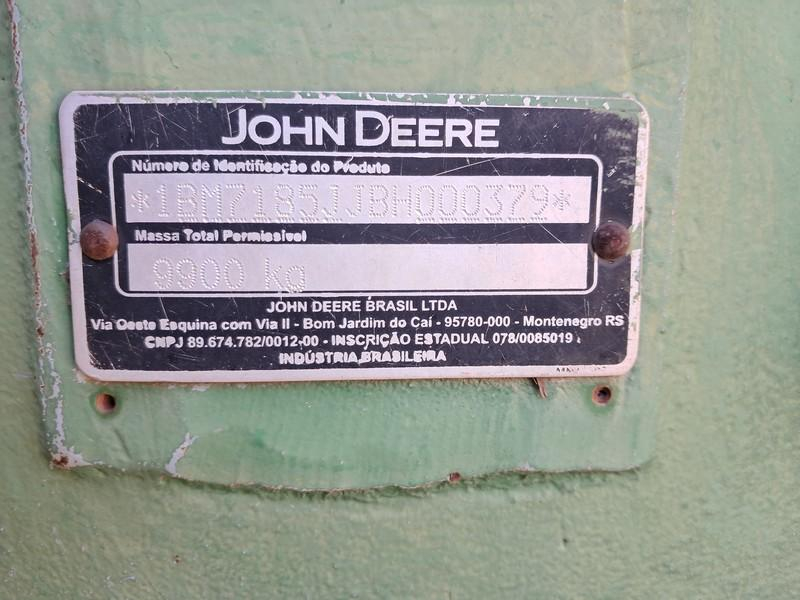 JOHN DEERE
Número de Identificação do Produto
*1BM7185JJBH000379*
Massa Total Permissível
9900 kg
JOHN DEERE BRASIL LTDA
Via Oeste Esquina com Via II - Bom Jardim do Caí - 95780-000 - Montenegro RS
CNPJ 89.674.782/0012-00 - INSCRIÇÃO ESTADUAL 078/0085019
INDÚSTRIA BRASILEIRA